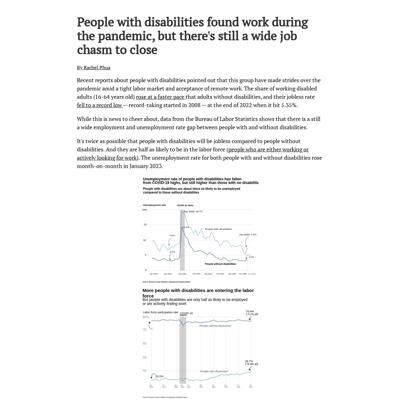 People with disabilities found work during
the pandemic, but there's still a wide job
chasm to close
By Rachel Phua
Recent reports about people with disabilities pointed out that this group have made strides over the
pandemic amid a tight labor market and acceptance of remote work. The share of working disabled
adults (16-64 years old) rose at a faster pace that adults without disabilities, and their jobless rate
fell to a record low — record-taking started in 2008 — at the end of 2022 when it hit 5.35%.
While this is news to cheer about, data from the Bureau of Labor Statistics shows that there is a still
a wide employment and unemployment rate gap between people with and without disabilities.
It's twice as possible that people with disabilities will be jobless compared to people without
disabilities. And they are half as likely to be in the labor force (people who are either working or
actively looking for work). The unemployment rate for both people with and without disabilities rose
month-on-month in January 2023.
Unemployment rate of people with disabilities has fallen
from COVID-19 highs, but still higher than those with no disabilities
People with disabilities are about twice as likely to be unemployed
compared to those without disabilities
Unemployment rate
People with disabilities
People without disabilities
More people with disabilities are entering the labor
force
But people with disabilities are only half as likely to be employed
or are actively finding work
Labor force participation rate
People without disabilities
People with disabilities